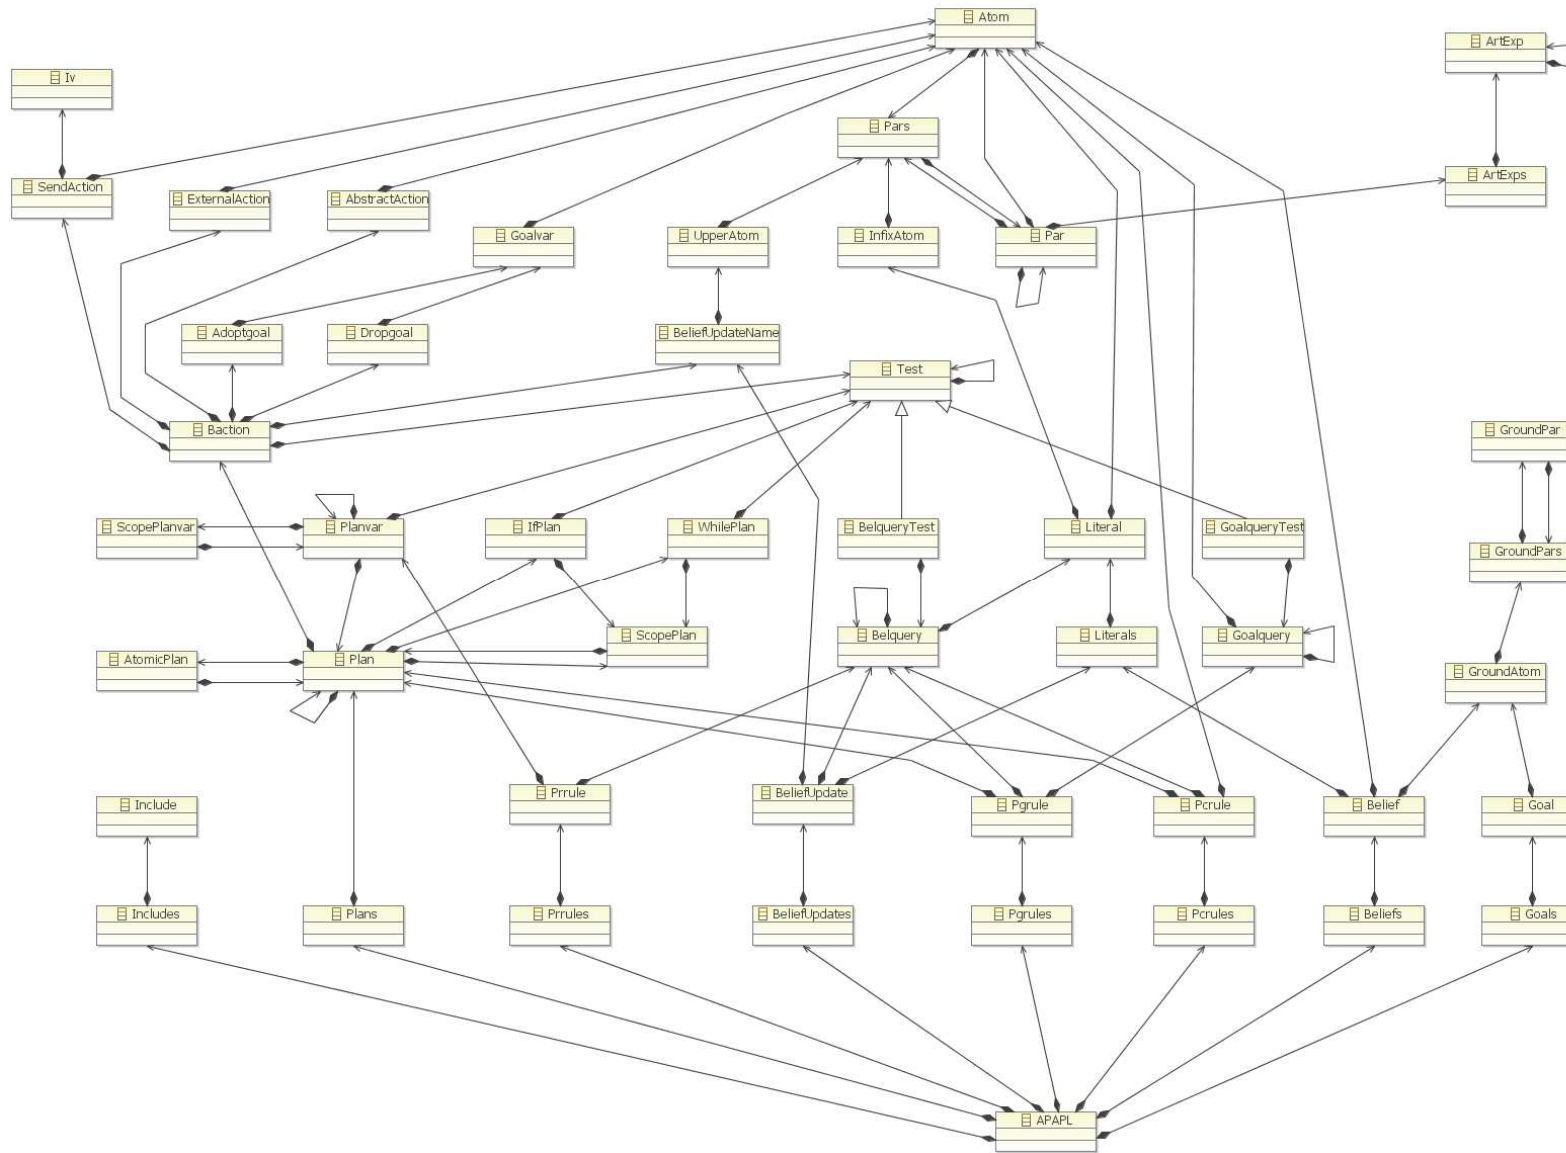 Atom
ArtExp
Iv
Pars
SendAction
ExternalAction
AbstractAction
ArtExps
Goalvar
UpperAtom
InfixAtom
Par
Adoptgoal
Dropgoal
BeliefUpdateName
Test
Baction
GroundPar
ScopePlanvar
Planvar
IfPlan
WhilePlan
BelqueryTest
Literal
GoalqueryTest
GroundPars
ScopePlan
Belquery
Literals
Goalquery
AtomicPlan
Plan
GroundAtom
Include
Prrule
BeliefUpdate
Pgrule
Pcrule
Belief
Goal
Includes
Plans
Prrules
BeliefUpdates
Pgrules
Pcrules
Beliefs
Goals
APAPL